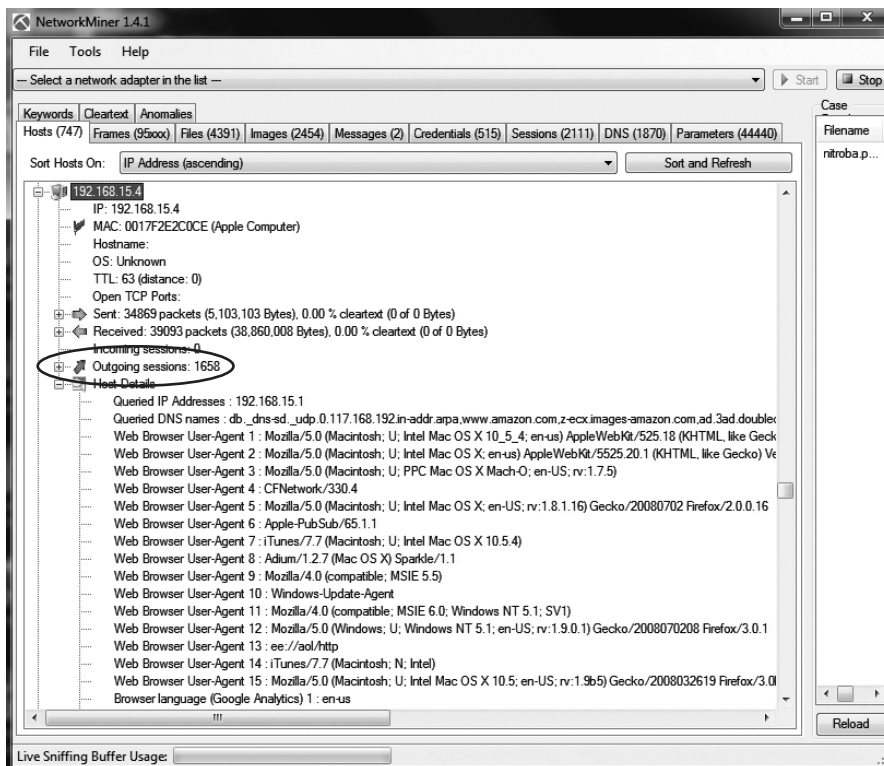 NetworkMiner 1.4.1
File Tools Help
--- Select a network adapter in the list ---
Start
Stop
Keywords Cleartext Anomalies
Hosts (747) Frames (95xxx) Files (4391) Images (2454) Messages (2) Credentials (515) Sessions (2111) DNS (1870) Parameters (44440)
Sort Hosts On: IP Address (ascending) Sort and Refresh
192.168.15.4
IP: 192.168.15.4
MAC: 0017F2E2C0CE (Apple Computer)
Hostname:
OS: Unknown
TTL: 63 (distance: 0)
Open TCP Ports:
Sent: 34869 packets (5,103,103 Bytes), 0.00 % cleartext (0 of 0 Bytes)
Received: 39093 packets (38,860,008 Bytes), 0.00 % cleartext (0 of 0 Bytes)
Incoming sessions: 0
Outgoing sessions: 1658
Host Details
Queried IP Addresses : 192.168.15.1
Queried DNS names : db._dns-sd._udp.0.117.168.192.in-addr.arpa,www.amazon.com,z-ecx.images-amazon.com,ad.3ad.doublec
Web Browser User-Agent 1 : Mozilla/5.0 (Macintosh; U; Intel Mac OS X 10_5_4; en-us) AppleWebKit/525.18 (KHTML, like Geck
Web Browser User-Agent 2 : Mozilla/5.0 (Macintosh; U; Intel Mac OS X; en-us) AppleWebKit/5525.20.1 (KHTML, like Gecko) Ve
Web Browser User-Agent 3 : Mozilla/5.0 (Macintosh; U; PPC Mac OS X Mach-O; en-US; rv:1.7.5)
Web Browser User-Agent 4 : CFNetwork/330.4
Web Browser User-Agent 5 : Mozilla/5.0 (Macintosh; U; Intel Mac OS X; en-US; rv:1.8.1.16) Gecko/20080702 Firefox/2.0.0.16
Web Browser User-Agent 6 : Apple-PubSub/65.1.1
Web Browser User-Agent 7 : iTunes/7.7 (Macintosh; U; Intel Mac OS X 10.5.4)
Web Browser User-Agent 8 : Adium/1.2.7 (Mac OS X) Sparkle/1.1
Web Browser User-Agent 9 : Mozilla/4.0 (compatible; MSIE 5.5)
Web Browser User-Agent 10 : Windows-Update-Agent
Web Browser User-Agent 11 : Mozilla/4.0 (compatible; MSIE 6.0; Windows NT 5.1; SV1)
Web Browser User-Agent 12 : Mozilla/5.0 (Windows; U; Windows NT 5.1; en-US; rv:1.9.0.1) Gecko/2008070208 Firefox/3.0.1
Web Browser User-Agent 13 : ee://aol/http
Web Browser User-Agent 14 : iTunes/7.7 (Macintosh; N; Intel)
Web Browser User-Agent 15 : Mozilla/5.0 (Macintosh; U; Intel Mac OS X 10.5; en-US; rv:1.9b5) Gecko/2008032619 Firefox/3.0
Browser language (Google Analytics) 1 : en-us
Case
Filename
nitroba.p...
Reload
Live Sniffing Buffer Usage: